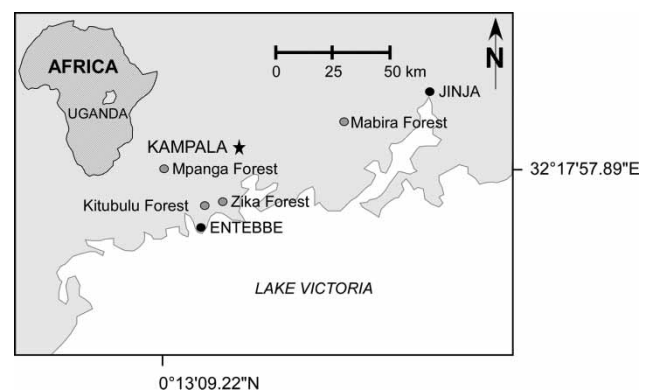 AFRICA
UGANDA
0 25 50 km
N
JINJA
Mabira Forest
KAMPALA
Mpanga Forest
32°17'57.89"E
Kitubulu Forest
Zika Forest
ENTEBBE
LAKE VICTORIA
0°13'09.22"N